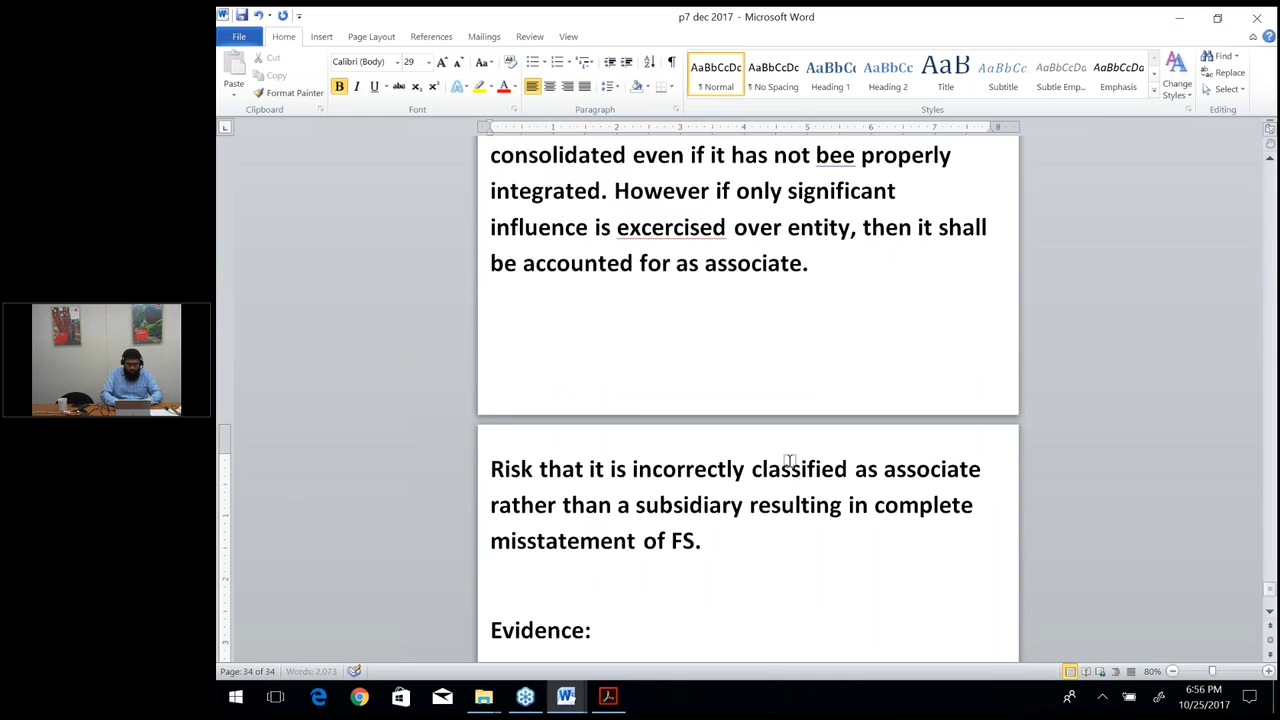 p7 dec 2017 - Microsoft Word
File
Home
Insert
Page Layout
References
Mailings
Review
View
Paste
Cut
Copy
Format Painter
Clipboard
Calibri (Body)
29
Font
Paragraph
AaBbCcDc
¶ Normal
AaBbCcDc
¶ No Spacing
AaBbC
Heading 1
AaBbCc
Heading 2
AaB
Title
AaBbCc.
Subtitle
AaBbCcDc
Subtle Emp...
AaBbCcDc
Emphasis
Change
Styles
Styles
Find
Replace
Select
Editing
consolidated even if it has not bee properly
integrated. However if only significant
influence is excercised over entity, then it shall
be accounted for as associate.
Risk that it is incorrectly classified as associate
rather than a subsidiary resulting in complete
misstatement of FS.
Evidence:
Page: 34 of 34
Words: 2,073
80%
6:56 PM
10/25/2017